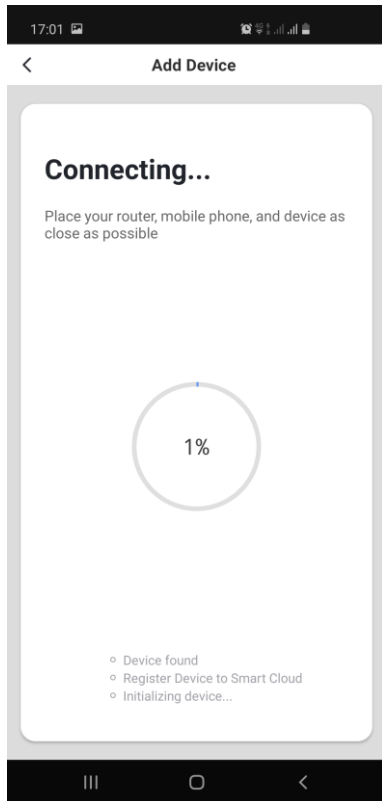 17:01
Add Device
Connecting...
Place your router, mobile phone, and device as
close as possible
1%
Device found
Register Device to Smart Cloud
Initializing device...